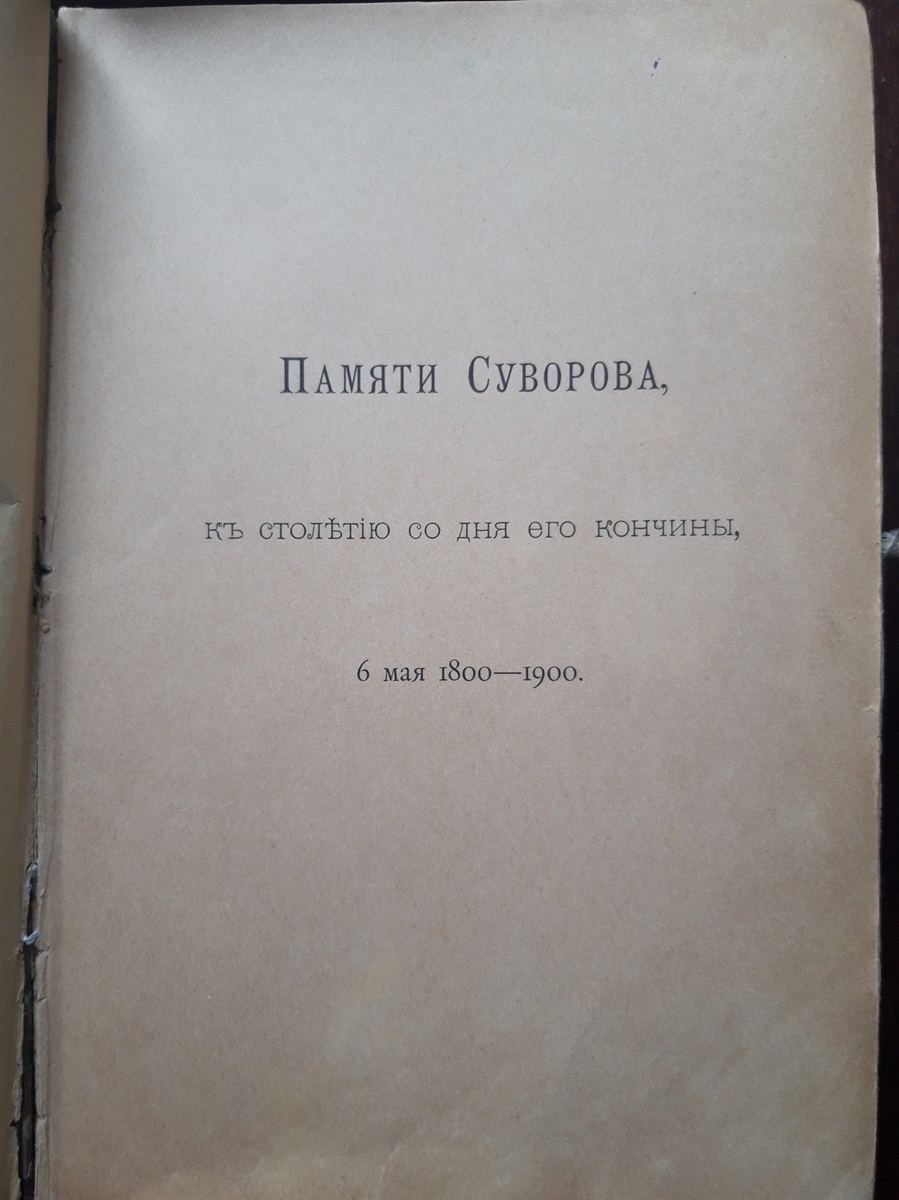 Памяти Суворова,
къ столѣтію со дня его кончины,
6 мая 1800—1900.